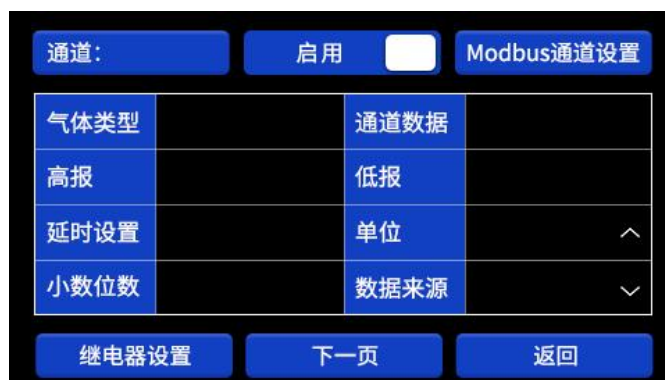 通道: 启用 Modbus通道设置
气体类型 通道数据
高报 低报
延时设置 单位
小数位数 数据来源
继电器设置 下一页 返回